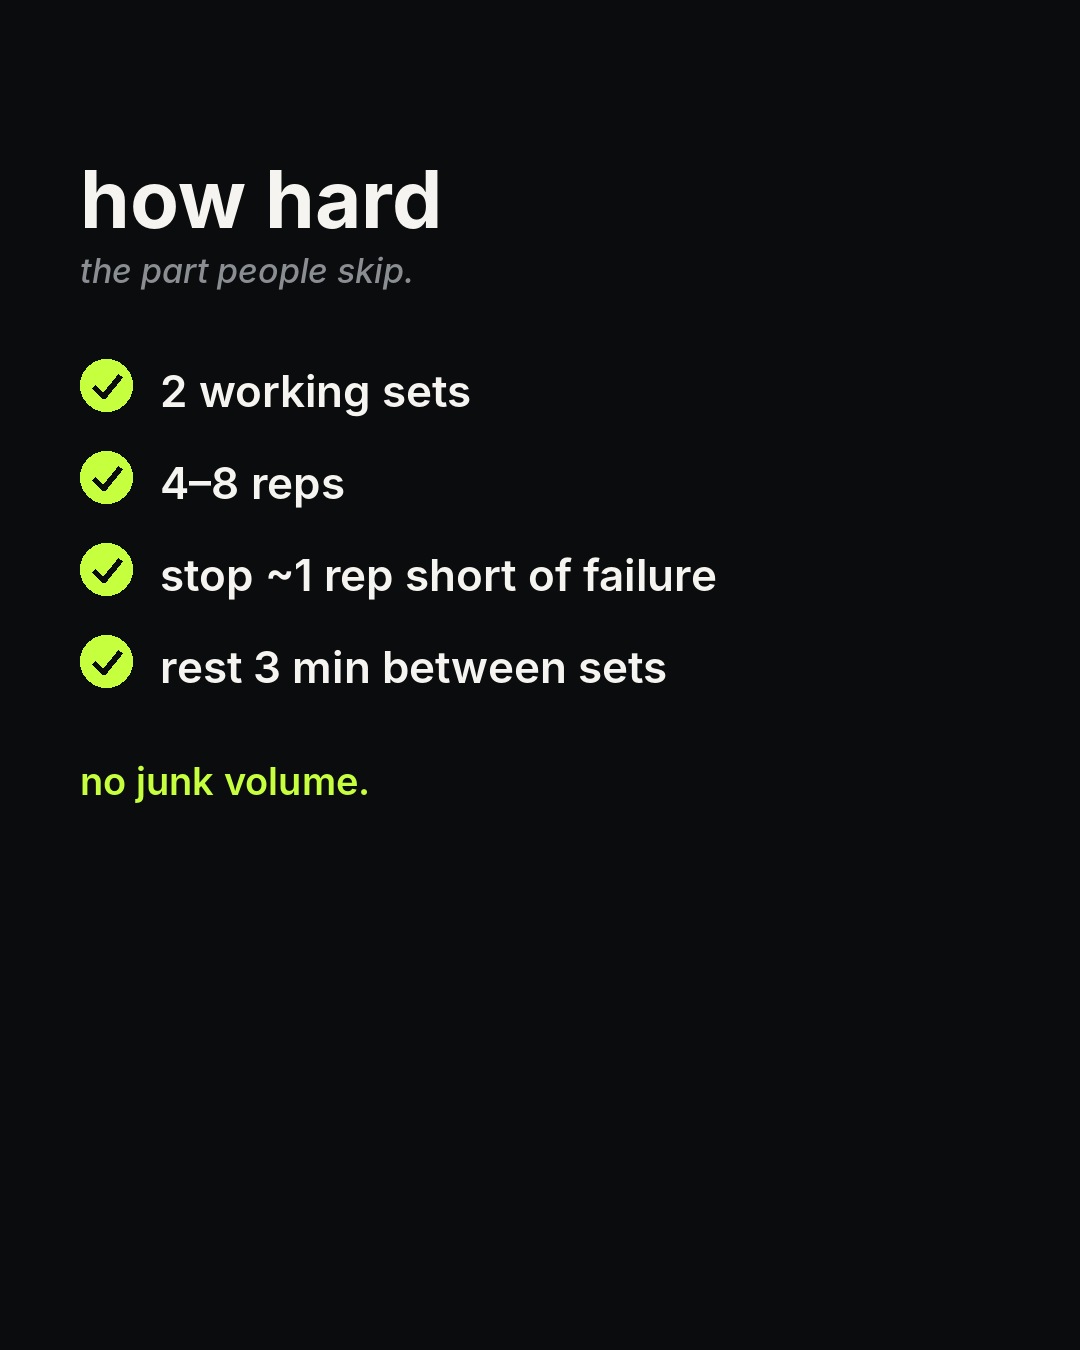 how hard
the part people skip.
2 working sets
4–8 reps
stop ~1 rep short of failure
rest 3 min between sets
no junk volume.